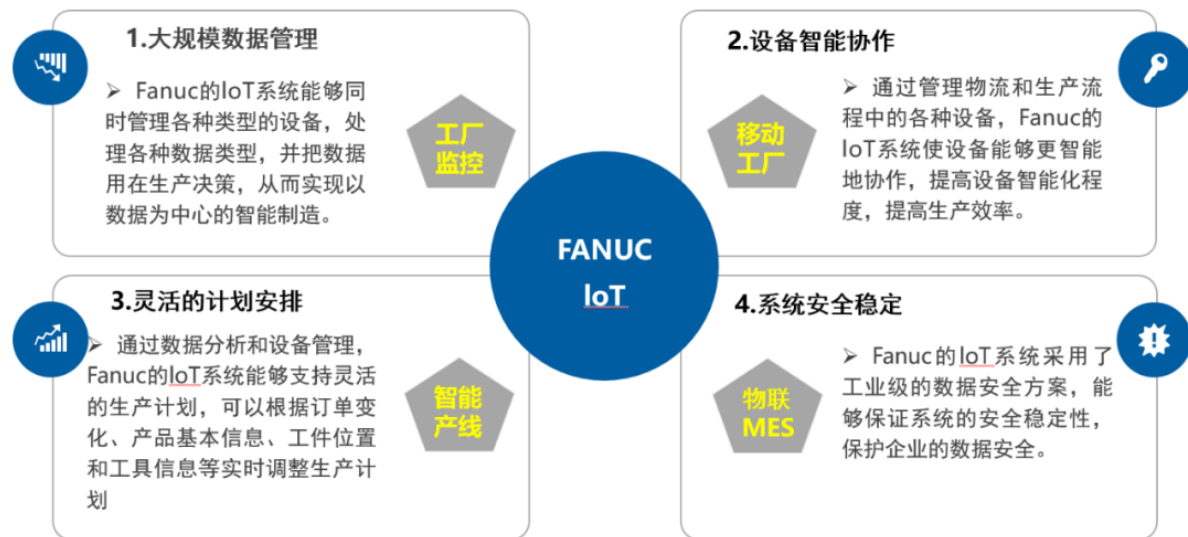 1.大规模数据管理
➢ Fanuc的IoT系统能够同
时管理各种类型的设备，处
理各种数据类型，并把数据
用在生产决策，从而实现以
数据为中心的智能制造。
工厂
监控
2.设备智能协作
➢ 通过管理物流和生产流
程中的各种设备，Fanuc的
IoT系统使设备能够更智能
地协作，提高设备智能化程
度，提高生产效率。
移动
工厂
FANUC
IoT
3.灵活的计划安排
➢ 通过数据分析和设备管理，
Fanuc的IoT系统能够支持灵活
的生产计划，可以根据订单变
化、产品基本信息、工件位置
和工具信息等实时调整生产计
划
智能
产线
4.系统安全稳定
➢ Fanuc的IoT系统采用了
工业级的数据安全方案，能
够保证系统的安全稳定性，
保护企业的数据安全。
物联
MES